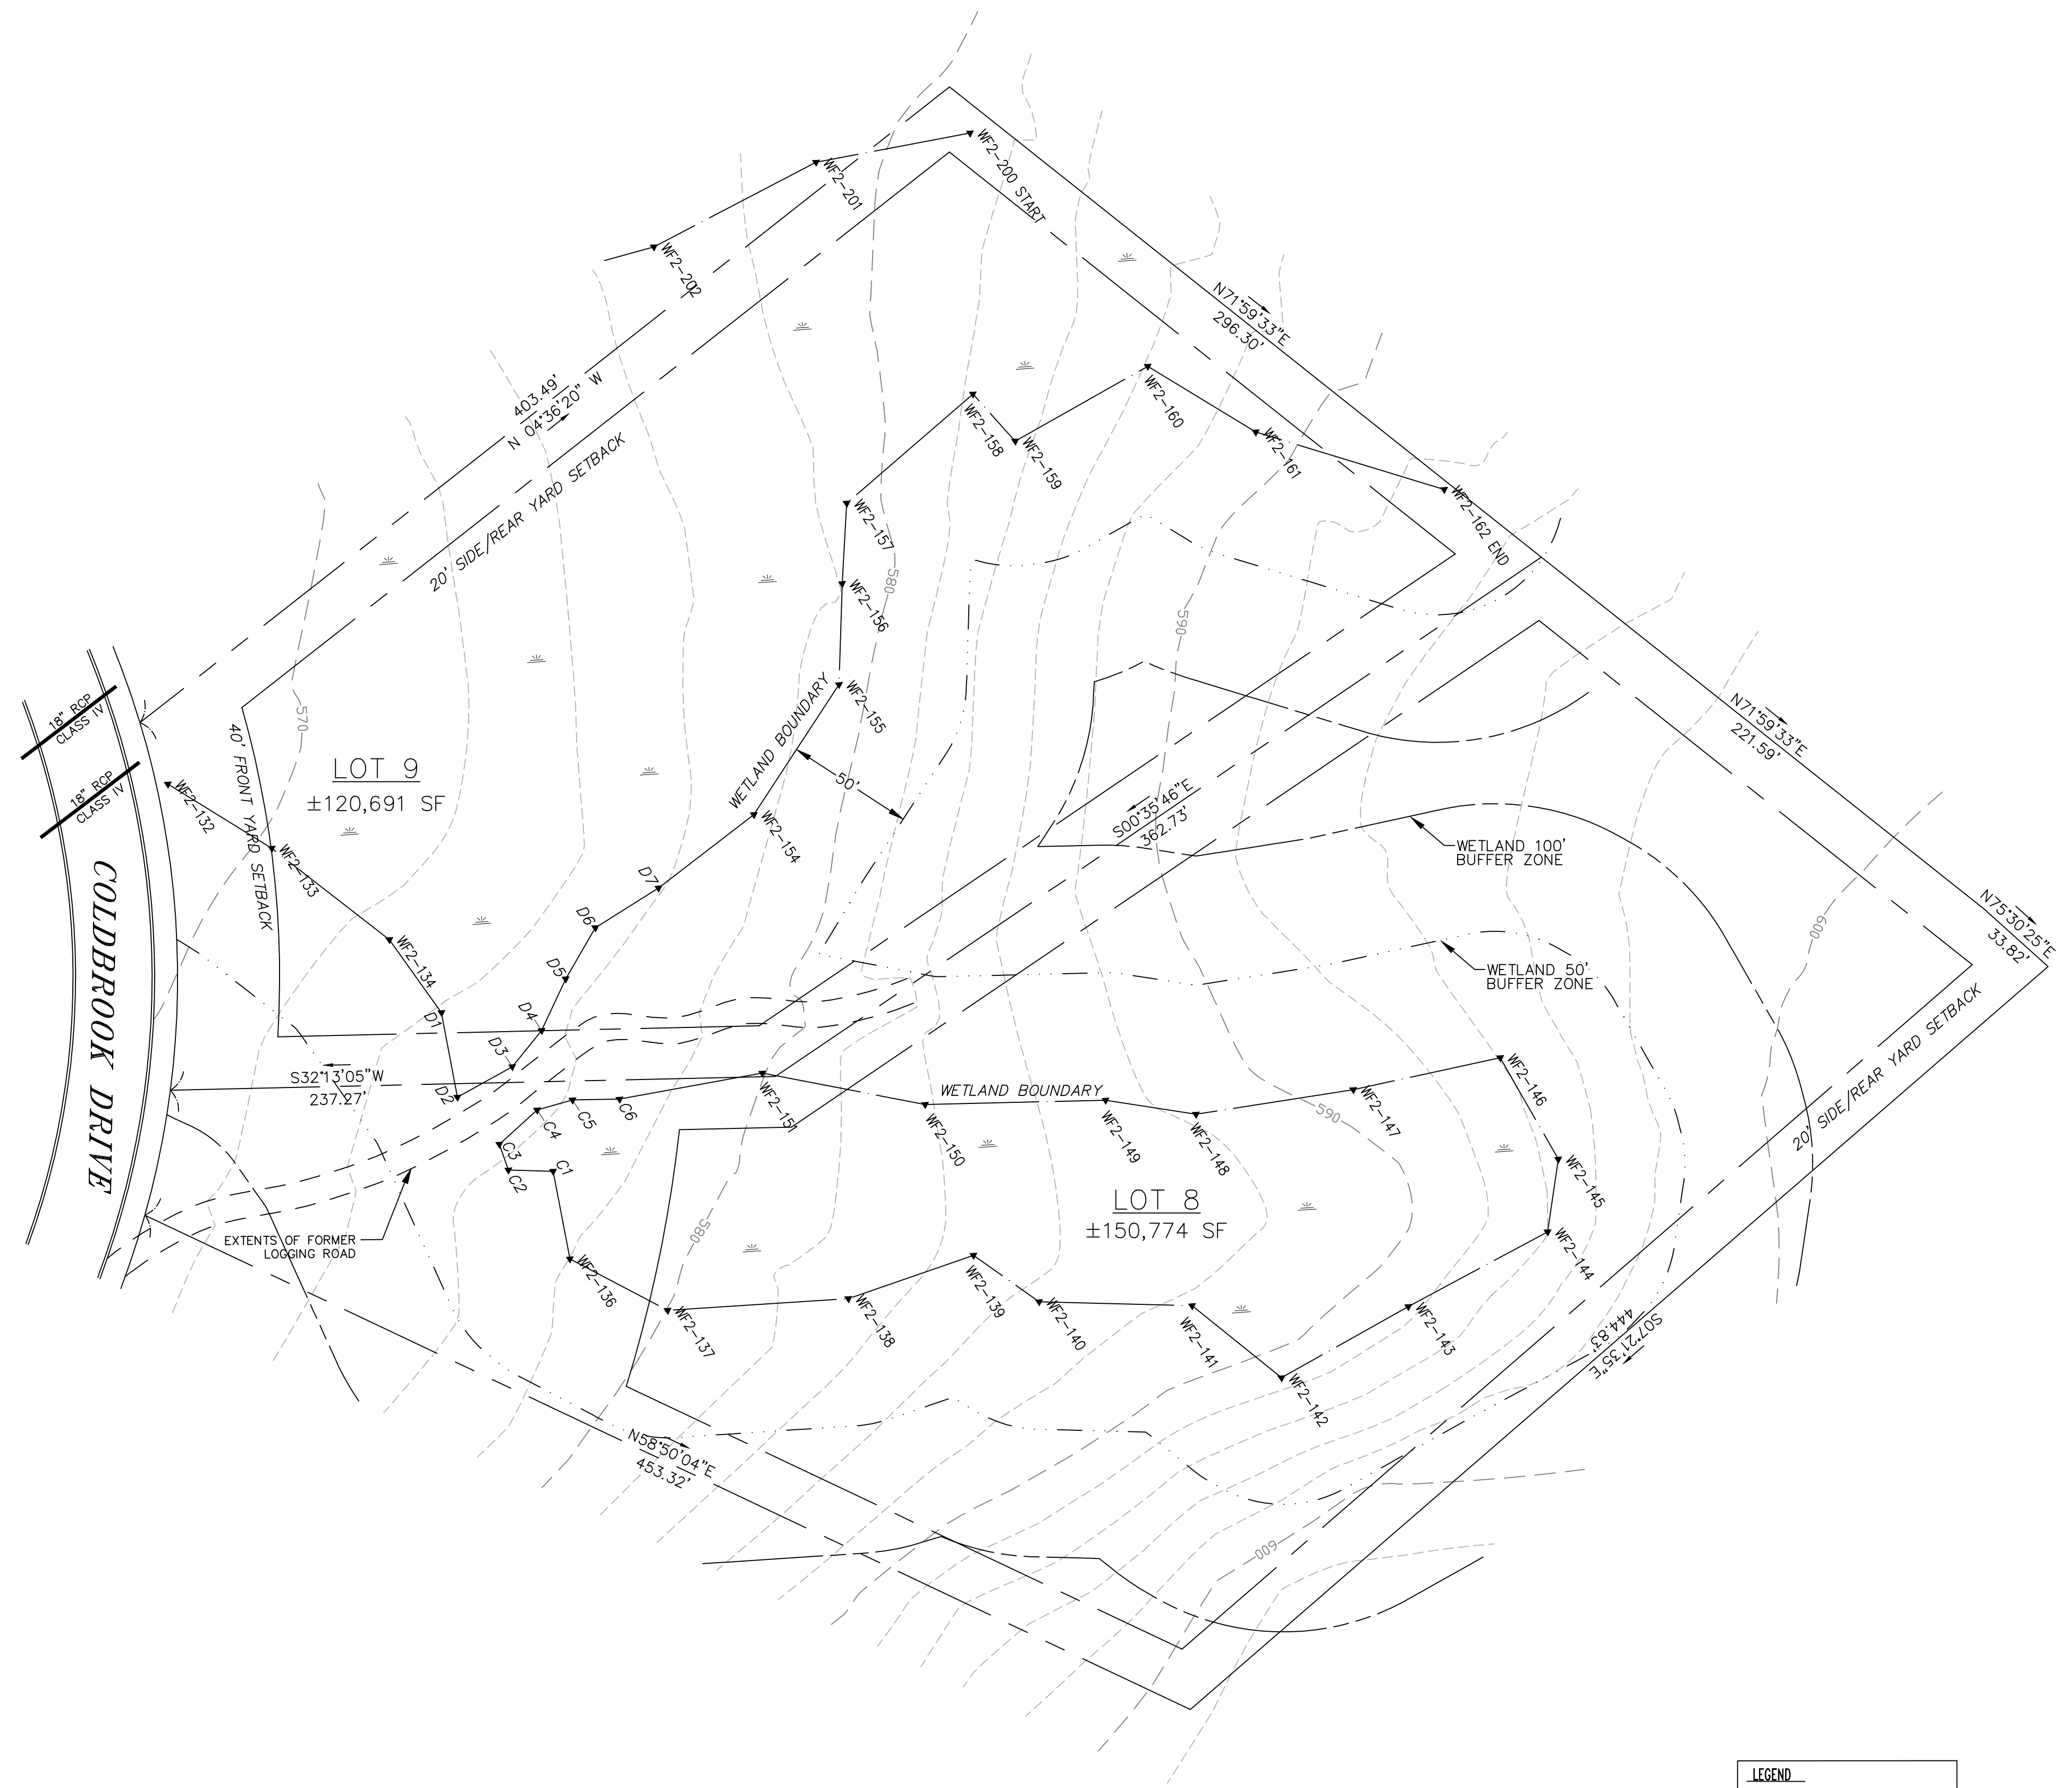 WF2-200 START
WF2-201
WF2-202
N71°59'33"E
296.30'
403.49'
N 04°36'20" W
20' SIDE/REAR YARD SETBACK
WF2-160
WF2-158
WF2-159
WF2-161
WF2-162 END
WF2-157
580
WF2-156
590
WETLAND BOUNDARY
WF2-155
50'
18" RCP
CLASS IV
18" RCP
CLASS IV
570
40' FRONT YARD SETBACK
LOT 9
±120,691 SF
WF2-132
WF2-133
WF2-134
WF2-154
N71°59'33"E
221.59'
S00°35'46"E
362.73'
WETLAND 100'
BUFFER ZONE
WETLAND 50'
BUFFER ZONE
600
N75°30'25"E
33.82'
20' SIDE/REAR YARD SETBACK
COLDBROOK DRIVE
D7
D6
D5
D4
D3
D1
D2
S32°13'05"W
237.27'
C6
C5
C4
C3
C2
C1
WF2-151
WETLAND BOUNDARY
WF2-150
WF2-149
WF2-148
WF2-147
WF2-146
590
WF2-145
LOT 8
±150,774 SF
EXTENTS OF FORMER
LOGGING ROAD
580
WF2-136
WF2-137
WF2-138
WF2-139
WF2-140
WF2-141
WF2-142
WF2-143
WF2-144
S07°21'35"E
444.83'
N58°50'04"E
453.32'
600
LEGEND